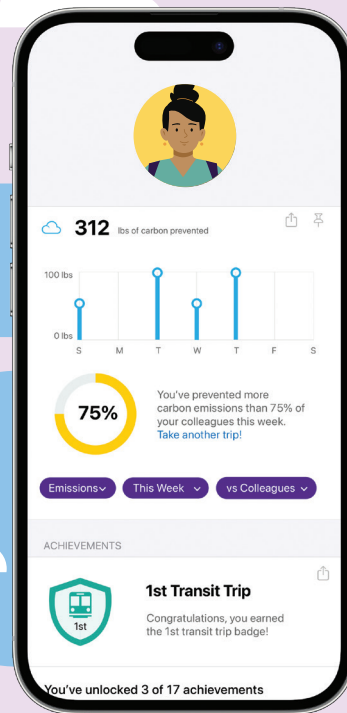 312 lbs of carbon prevented
100 lbs
0 lbs
S M T W T F S
75%
You've prevented more
carbon emissions than 75% of
your colleagues this week.
Take another trip!
Emissions This Week vs Colleagues
ACHIEVEMENTS
1st
1st Transit Trip
Congratulations, you earned
the 1st transit trip badge!
You've unlocked 3 of 17 achievements